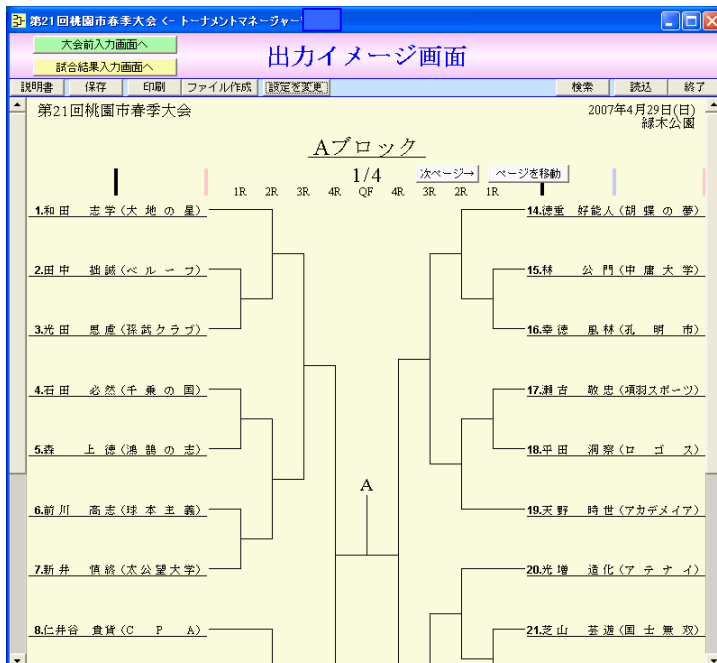 第21回桃園市春季大会 <- トーナメントマネージャー
大会前入力画面へ
試合結果入力画面へ
出力イメージ画面
説明書 保存 印刷 ファイル作成 設定を変更 検索 読込 終了
第21回桃園市春季大会
2007年4月29日(日)
緑木公園
Aブロック
1/4 次ページ→ ページを移動
1R 2R 3R 4R QF 4R 3R 2R 1R
1.和田 志学(大地の星) 14.徳重 好能人(胡蝶の夢)
2.田中 拙誠(ベルーフ) 15.林 公門(中庸大学)
3.光田 思慮(孫武クラブ) 16.幸徳 風林(孔明市)
4.石田 必然(千乗の国) 17.瀬古 敬忠(項羽スポーツ)
5.森 上徳(鴻鵠の志) 18.平田 洞察(ロゴス)
A
6.前川 高志(球本主義) 19.天野 時世(アカデメイア)
7.新井 慎終(太公望大学) 20.光増 造化(アテナイ)
8.仁井谷 貴貨(CPA) 21.芝山 芸遊(国士無双)